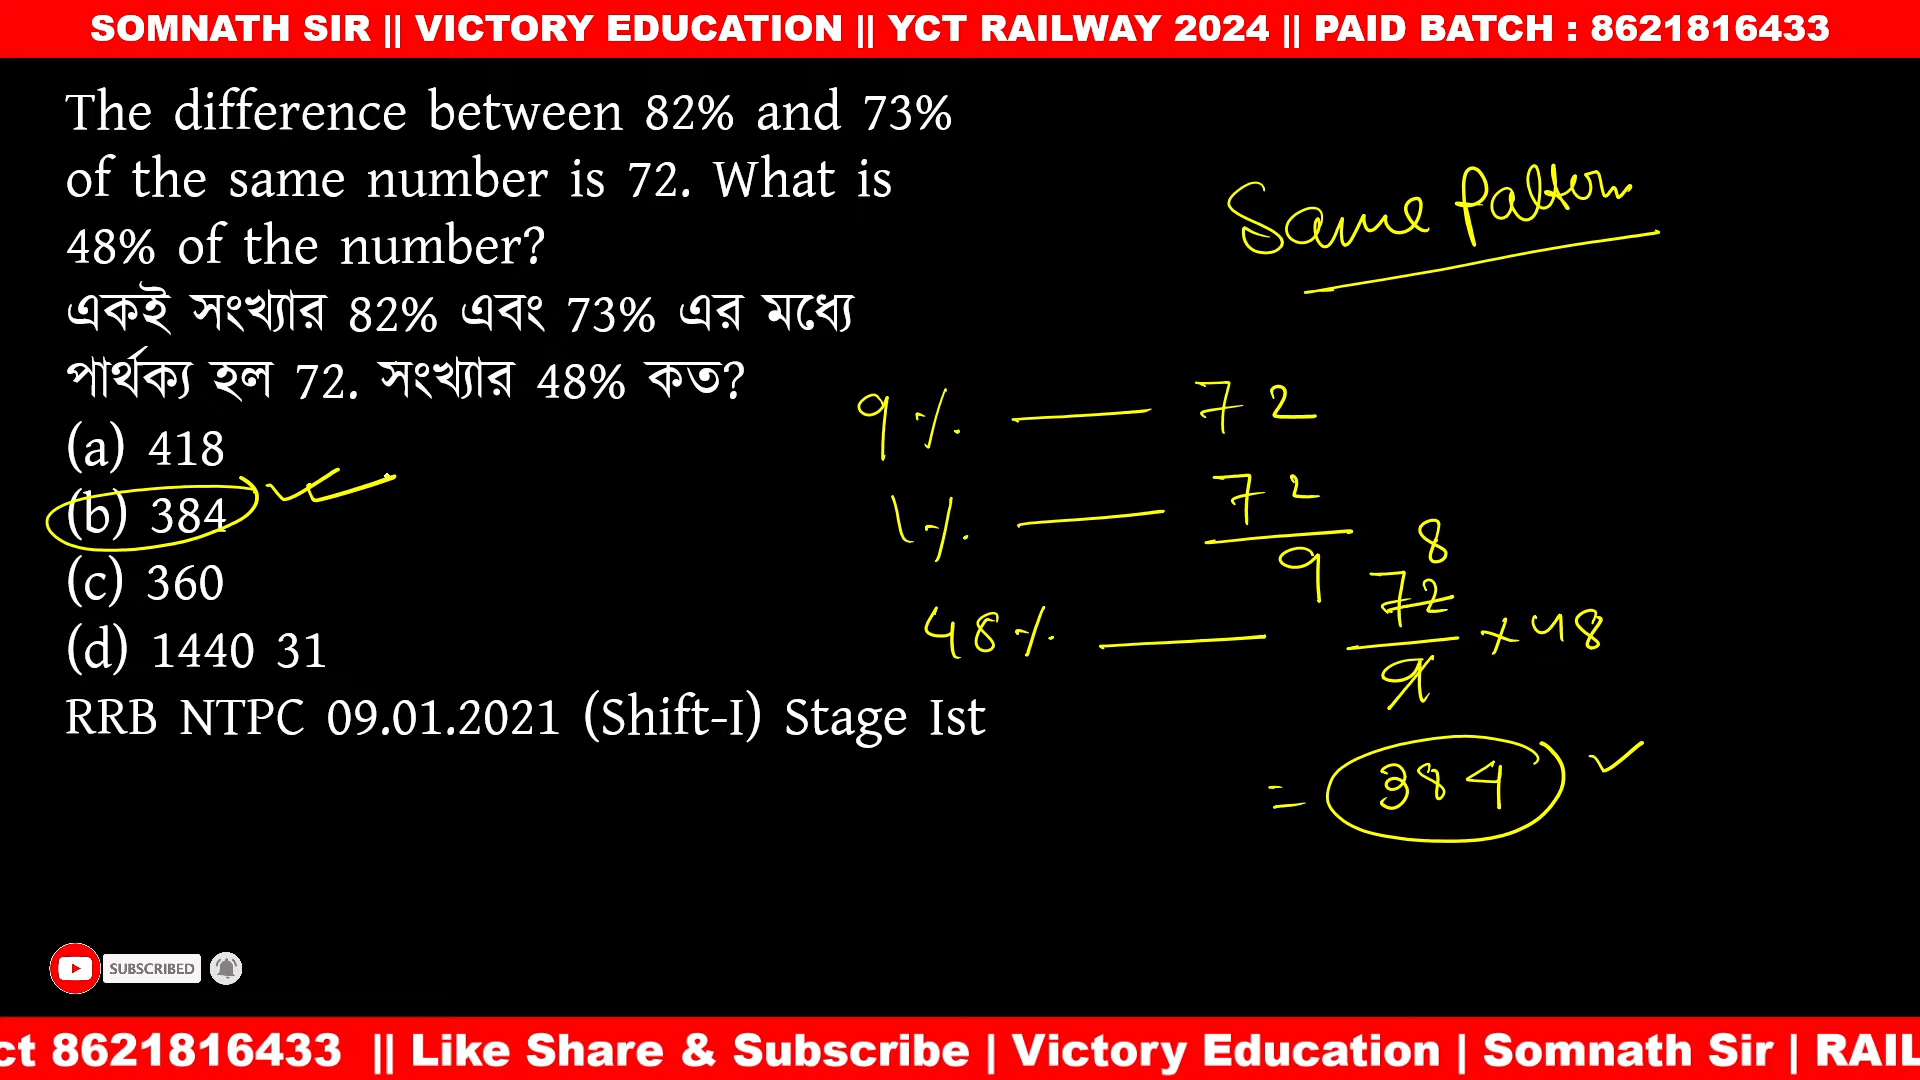 SOMNATH SIR || VICTORY EDUCATION || YCT RAILWAY 2024 || PAID BATCH : 8621816433
The difference between 82% and 73%
of the same number is 72. What is
48% of the number?
একই সংখ্যার 82% এবং 73% এর মধ্যে
পার্থক্য হল 72. সংখ্যার 48% কত?
(a) 418
(b) 384
(c) 360
(d) 1440 31
RRB NTPC 09.01.2021 (Shift-I) Stage Ist
Same Pattern
9% — 72
1% — 72/9
8
48% — 72/9 × 48
= 384
SUBSCRIBED
ct 8621816433 || Like Share & Subscribe | Victory Education | Somnath Sir | RAIL